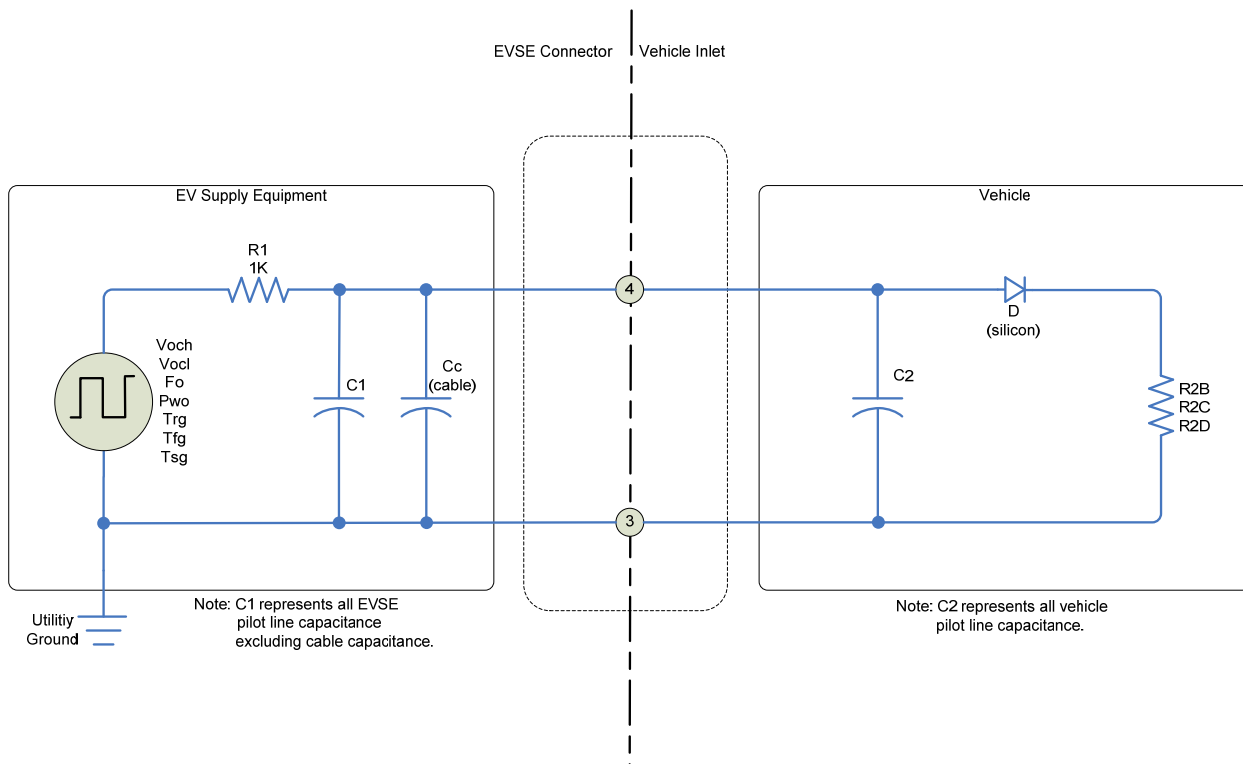 EVSE Connector
Vehicle Inlet
EV Supply Equipment
Vehicle
R1
1K
4
D
(silicon)
Voch
Vocl
Fo
Pwo
Trg
Tfg
Tsg
C1
Cc
(cable)
C2
R2B
R2C
R2D
3
Utilitiy
Ground
Note: C1 represents all EVSE
pilot line capacitance
excluding cable capacitance.
Note: C2 represents all vehicle
pilot line capacitance.